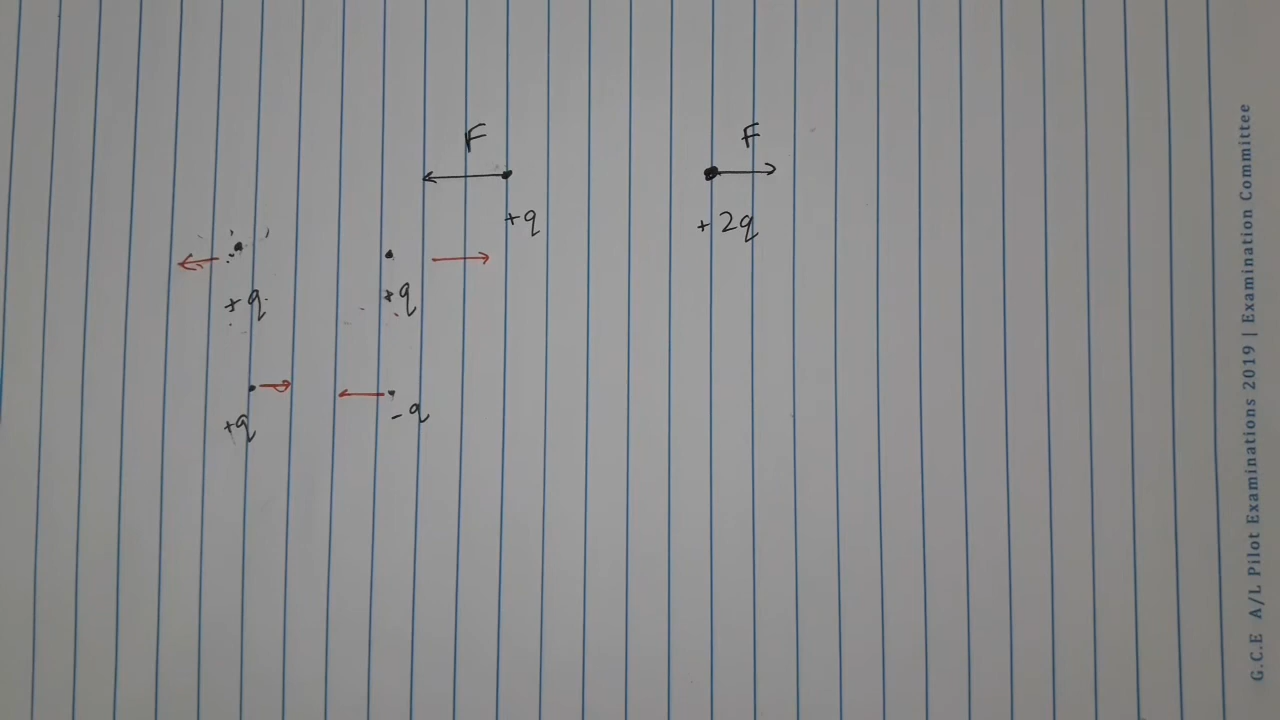 F F
+q +2q
+q +q
+q -q
G.C.E A/L Pilot Examinations 2019 | Examination Committee